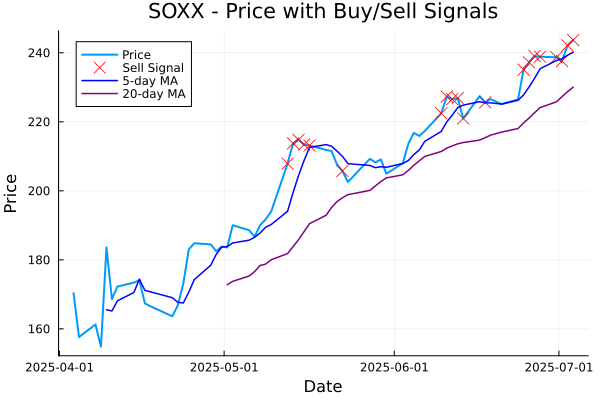 SOXX - Price with Buy/Sell Signals
Price
Sell Signal
5-day MA
20-day MA
240
220
200
180
160
Price
2025-04-01 2025-05-01 2025-06-01 2025-07-01
Date